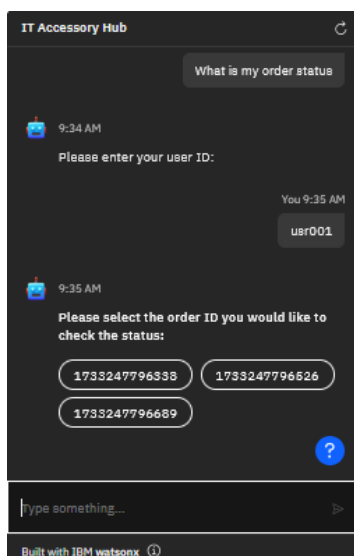 IT Accessory Hub
What is my order status
9:34 AM
Please enter your user ID:
You 9:35 AM
usr001
9:35 AM
Please select the order ID you would like to
check the status:
1733247796338 1733247796526
1733247796689
?
Type something...
Built with IBM watsonx